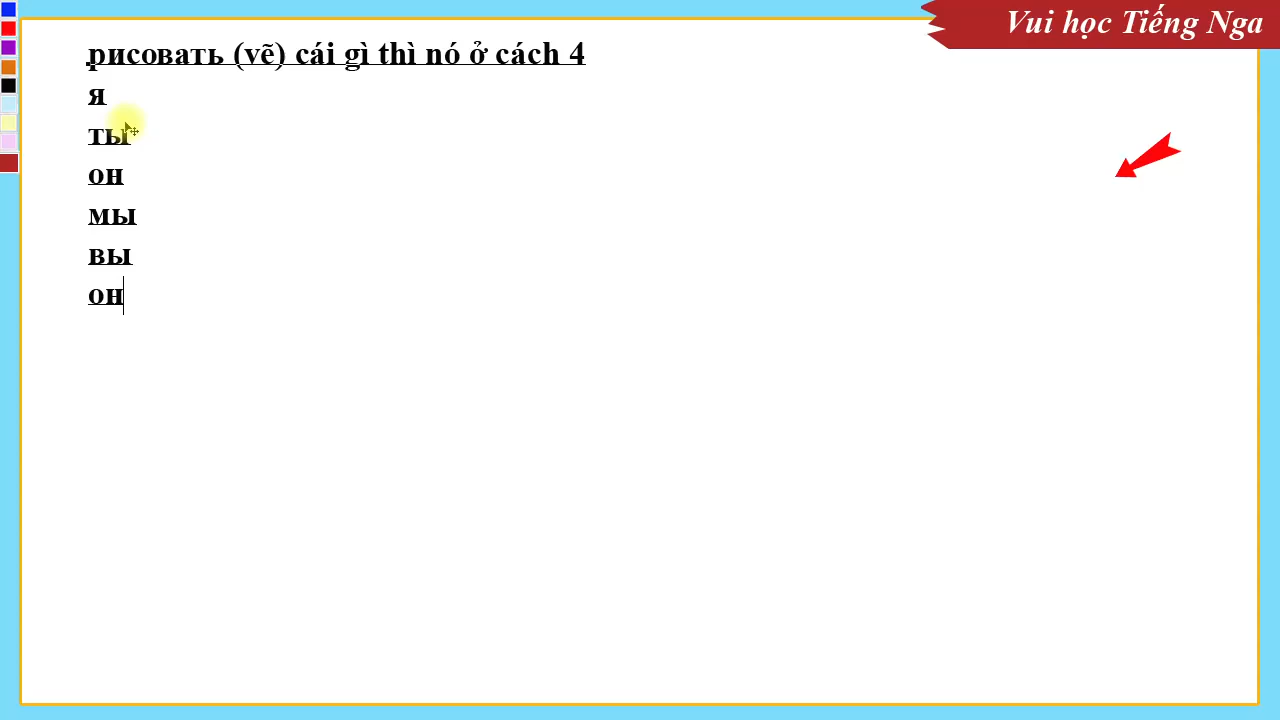 Vui học Tiếng Nga
рисовать (vẽ) cái gì thì nó ở cách 4
я
ты
он
мы
вы
он